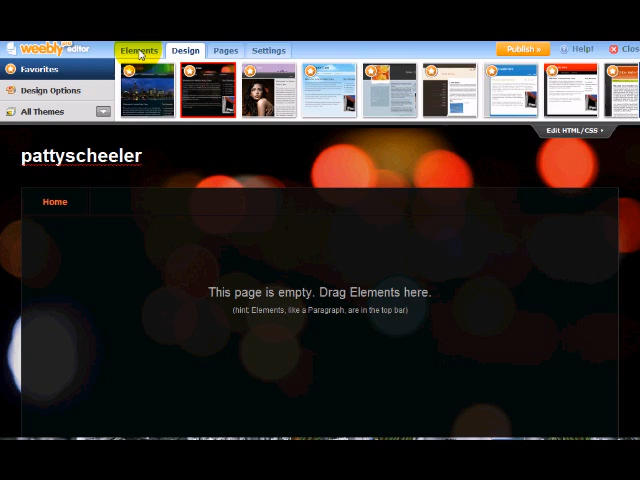 weebly pro editor
Elements
Design
Pages
Settings
Publish »
Help!
Clos
Favorites
Design Options
All Themes
Edit HTML/CSS
pattyscheeler
Home
This page is empty. Drag Elements here.
(hint: Elements, like a Paragraph, are in the top bar)